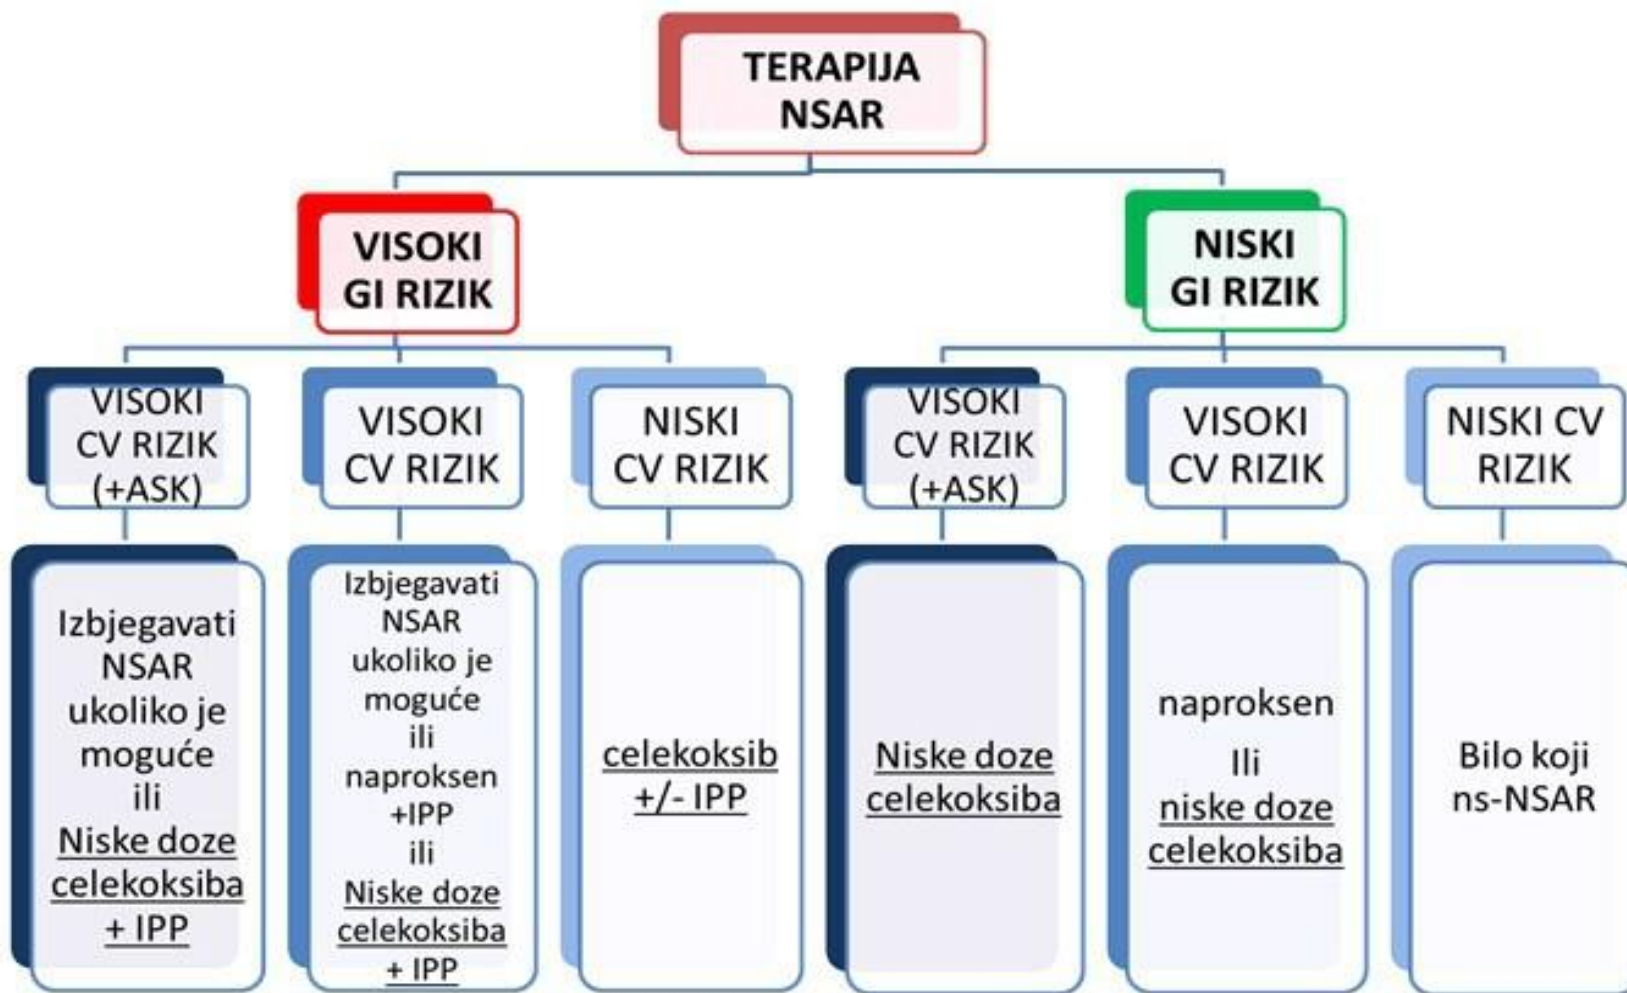 TERAPIJA
NSAR
VISOKI
GI RIZIK
NISKI
GI RIZIK
VISOKI
CV RIZIK
(+ASK)
VISOKI
CV RIZIK
NISKI
CV RIZIK
VISOKI
CV RIZIK
(+ASK)
VISOKI
CV RIZIK
NISKI CV
RIZIK
Izbjegavati
NSAR
ukoliko je
moguće
ili
Niske doze
celekoksiba
+ IPP
Izbjegavati
NSAR
ukoliko je
moguće
ili
naproksen
+IPP
ili
Niske doze
celekoksiba
+ IPP
celekoksib
+/- IPP
Niske doze
celekoksiba
naproksen
Ili
niske doze
celekoksiba
Bilo koji
ns-NSAR